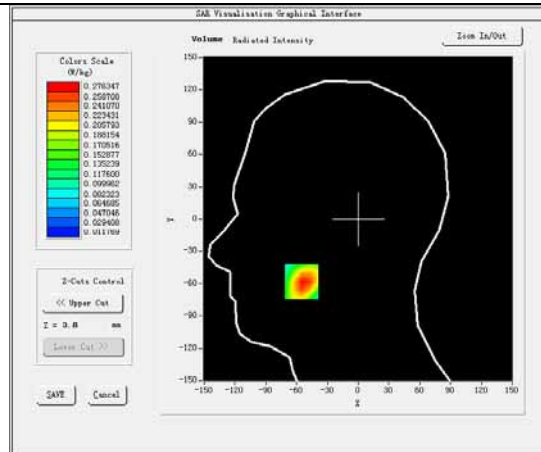 SAR Visualisation Graphical Interface
Volume Radiated Intensity
Zoom In/Out
Colors Scale
(W/kg)
0.276347
0.258708
0.241070
0.223431
0.205793
0.188154
0.170516
0.152877
0.135239
0.117600
0.099962
0.082323
0.064685
0.047046
0.029408
0.011769
Z-Cuts Control
<< Upper Cut
Z = 3.8 mm
Lower Cut >>
SAVE
Cancel
150
120
90
60
30
0
-30
-60
-90
-120
-150
Y
-150 -120 -90 -60 -30 0 30 60 90 120 150
X